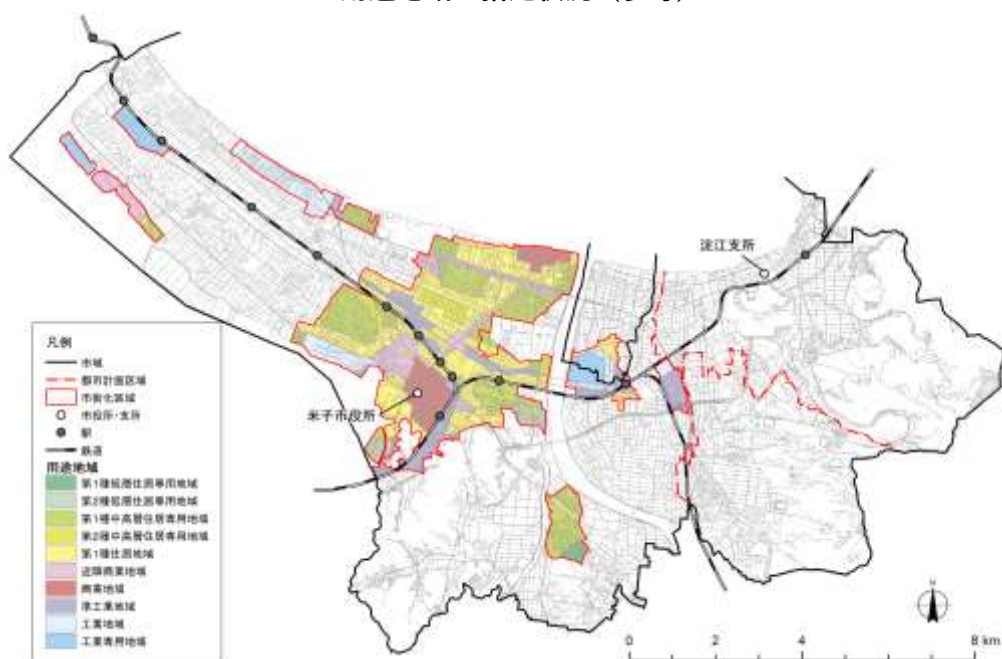 淀江支所
米子市役所
凡例
市域
都市計画区域
市街化区域
市役所・支所
駅
鉄道
用途地域
第1種低層住居専用地域
第2種低層住居専用地域
第1種中高層住居専用地域
第2種中高層住居専用地域
第1種住居地域
近隣商業地域
商業地域
準工業地域
工業地域
工業専用地域
N
0 2 4 8 km